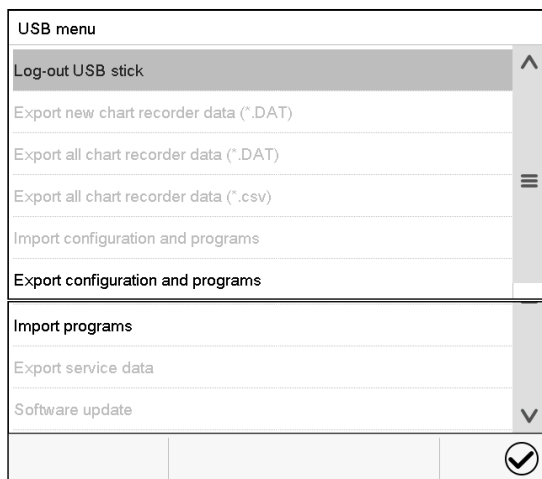 USB menu
Log-out USB stick
Export new chart recorder data (*.DAT)
Export all chart recorder data (*.DAT)
Export all chart recorder data (*.csv)
Import configuration and programs
Export configuration and programs
Import programs
Export service data
Software update